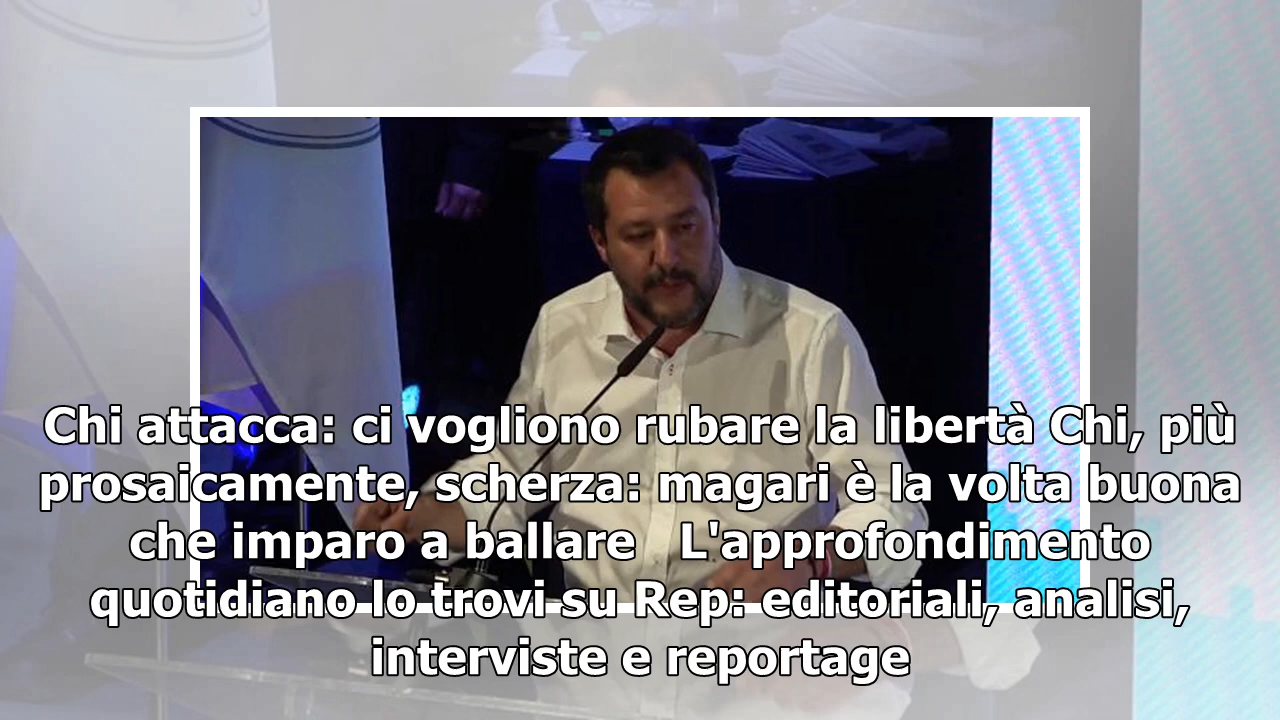 Chi attacca: ci vogliono rubare la libertà Chi, più
prosaicamente, scherza: magari è la volta buona
che imparo a ballare   L'approfondimento
quotidiano lo trovi su Rep: editoriali, analisi,
interviste e reportage